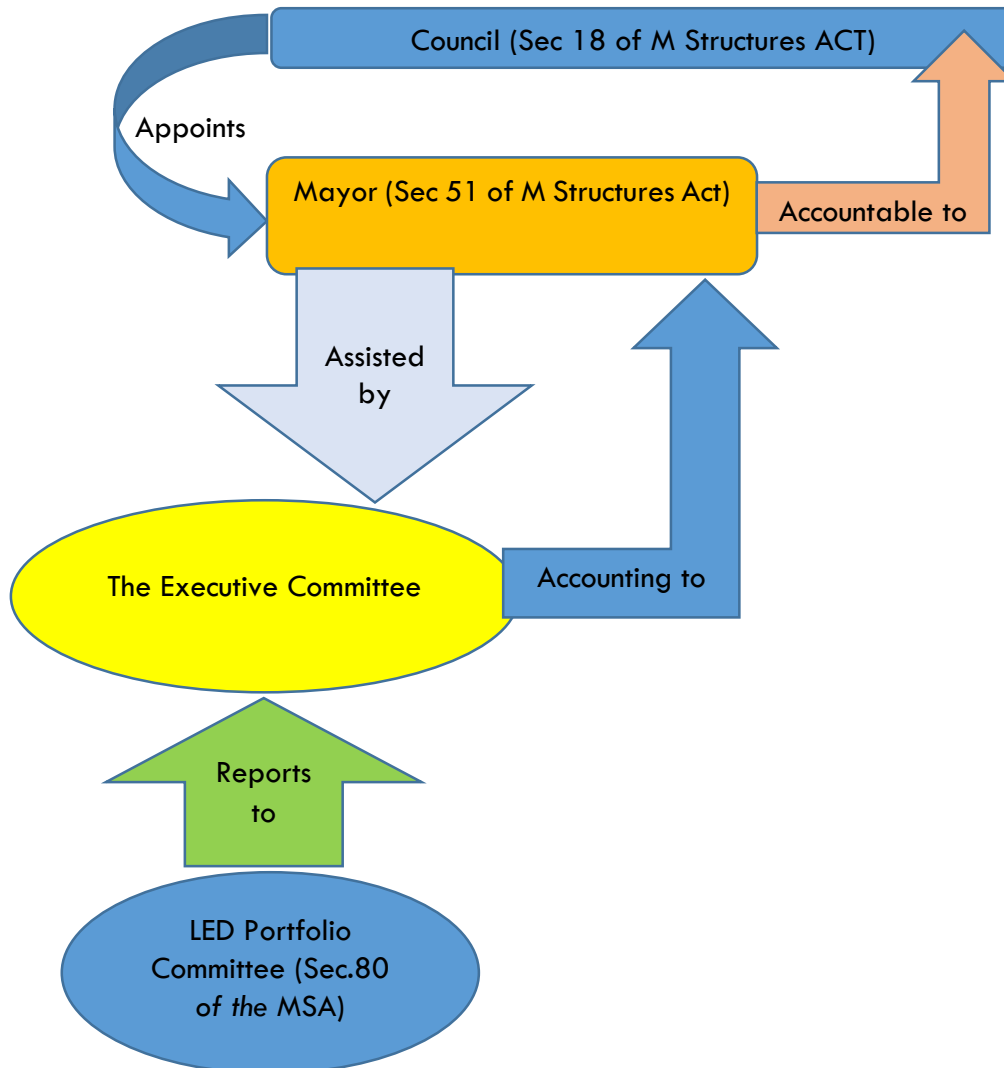 Council (Sec 18 of M Structures ACT)
Appoints
Mayor (Sec 51 of M Structures Act)
Accountable to
Assisted
by
The Executive Committee
Accounting to
Reports
to
LED Portfolio
Committee (Sec.80
of the MSA)